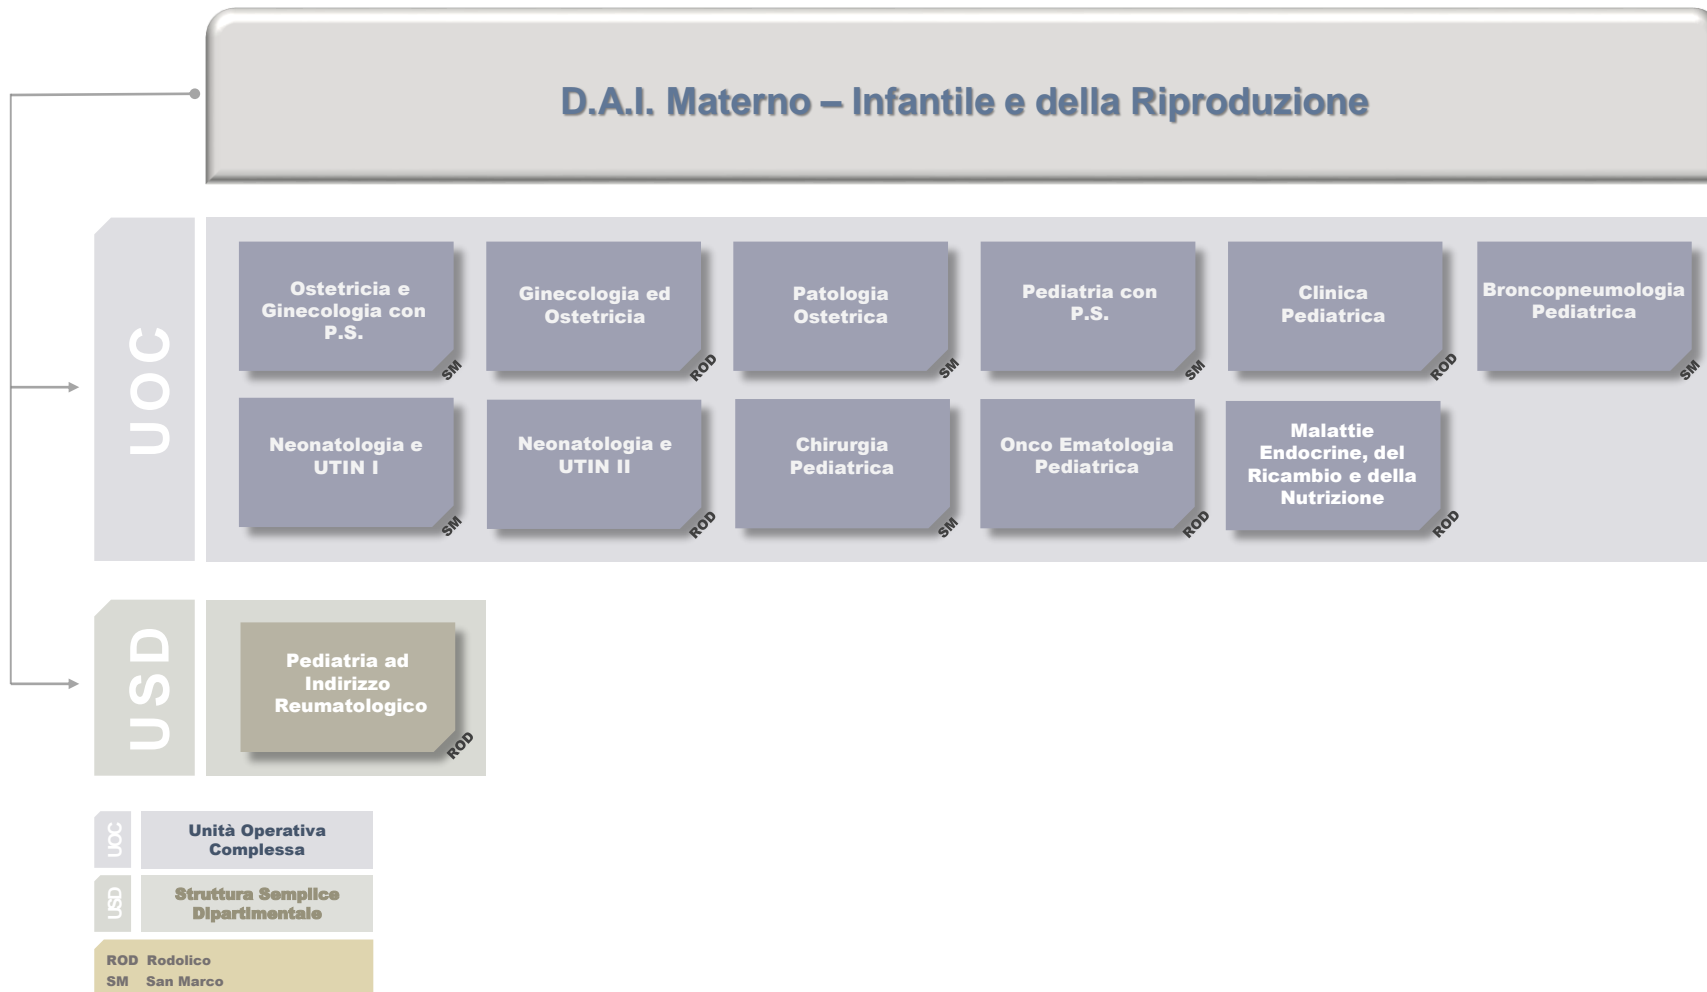 D.A.I. Materno – Infantile e della Riproduzione
UOC
Ostetricia e
Ginecologia con
P.S.
SM
Ginecologia ed
Ostetricia
ROD
Patologia
Ostetrica
SM
Pediatria con
P.S.
SM
Clinica
Pediatrica
ROD
Broncopneumologia
Pediatrica
SM
Neonatologia e
UTIN I
SM
Neonatologia e
UTIN II
ROD
Chirurgia
Pediatrica
SM
Onco Ematologia
Pediatrica
ROD
Malattie
Endocrine, del
Ricambio e della
Nutrizione
ROD
USD
Pediatria ad
Indirizzo
Reumatologico
ROD
UOC
Unità Operativa
Complessa
USD
Struttura Semplice
Dipartimentale
ROD Rodolico
SM San Marco